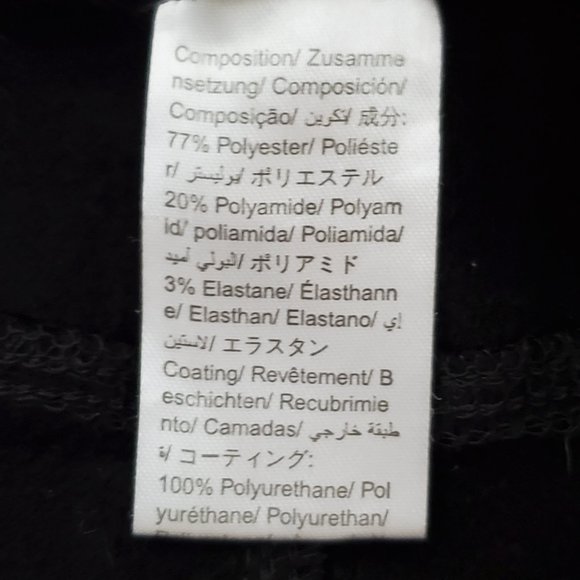 Composition/ Zusamme
nsetzung/ Composición/
Composição/ تكوين/ 成分:
77% Polyester/ Poliéste
r/ بوليستر/ ポリエステル
20% Polyamide/ Polyam
id/ poliamida/ Poliamida/
البولي أميد/ ポリアミド
3% Elastane/ Élasthann
e/ Elasthan/ Elastano/ إي
لاستين/ エラスタン
Coating/ Revêtement/ B
eschichten/ Recubrimie
nto/ Camadas/ طبقة خارجي
ة/ コーティング:
100% Polyurethane/ Pol
yuréthane/ Polyurethan/